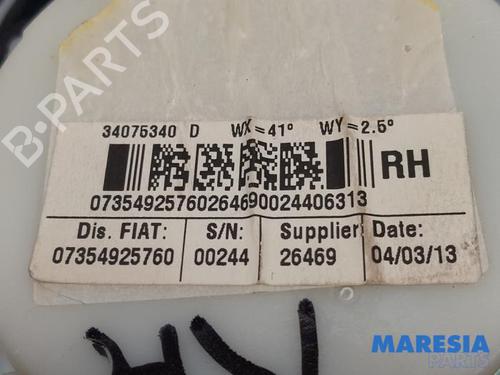 B-PARTS
34075340 D WX=41° WY=2.5°
RH
07354925760264690024406313
Dis. FIAT: S/N: Supplier: Date:
07354925760 00244 26469 04/03/13
MARESIA
PARTS